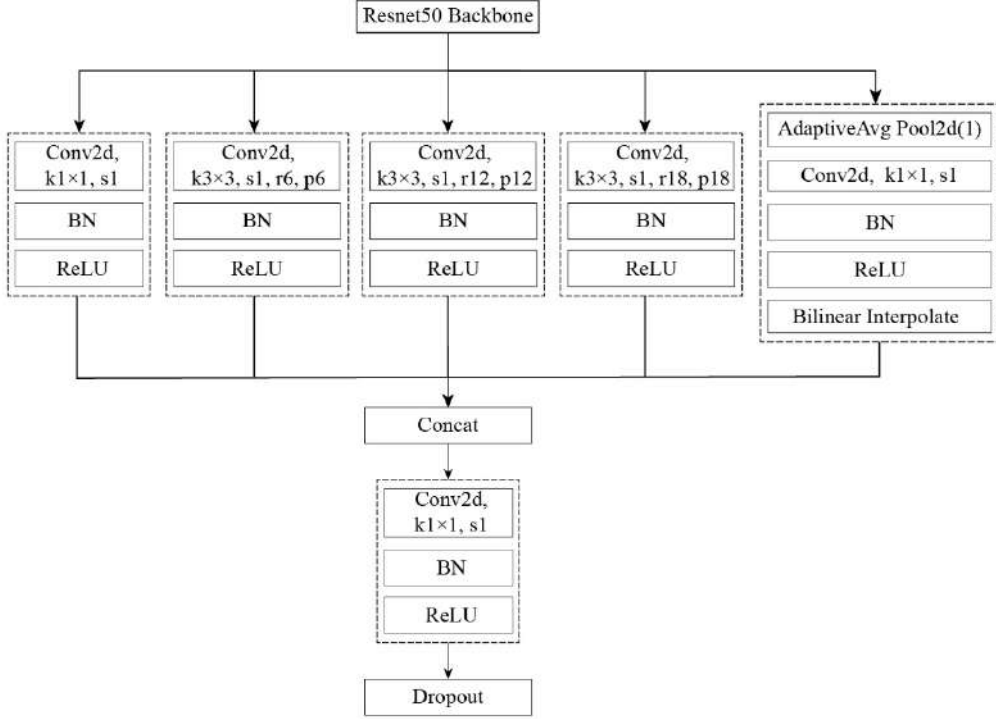 Resnet50 Backbone
Conv2d,
k1×1, s1
BN
ReLU
Conv2d,
k3×3, s1, r6, p6
BN
ReLU
Conv2d,
k3×3, s1, r12, p12
BN
ReLU
Conv2d,
k3×3, s1, r18, p18
BN
ReLU
AdaptiveAvg Pool2d(1)
Conv2d, k1×1, s1
BN
ReLU
Bilinear Interpolate
Concat
Conv2d,
k1×1, s1
BN
ReLU
Dropout